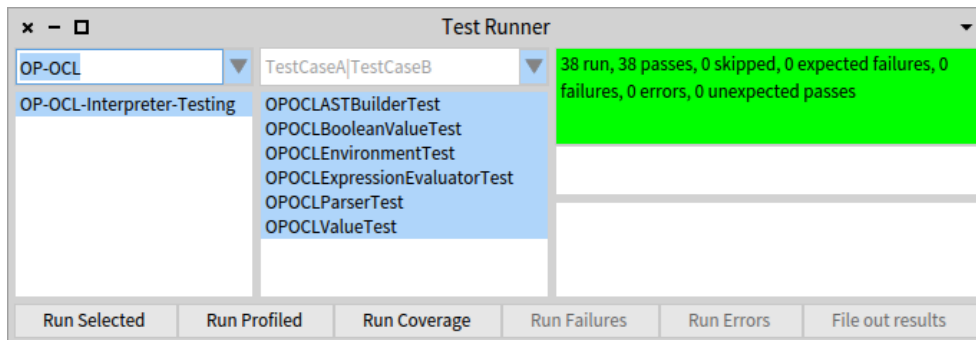 Test Runner
OP-OCL
TestCaseA|TestCaseB
38 run, 38 passes, 0 skipped, 0 expected failures, 0
failures, 0 errors, 0 unexpected passes
OP-OCL-Interpreter-Testing
OPOCLASTBuilderTest
OPOCLBooleanValueTest
OPOCLEnvironmentTest
OPOCLExpressionEvaluatorTest
OPOCLParserTest
OPOCLValueTest
Run Selected
Run Profiled
Run Coverage
Run Failures
Run Errors
File out results